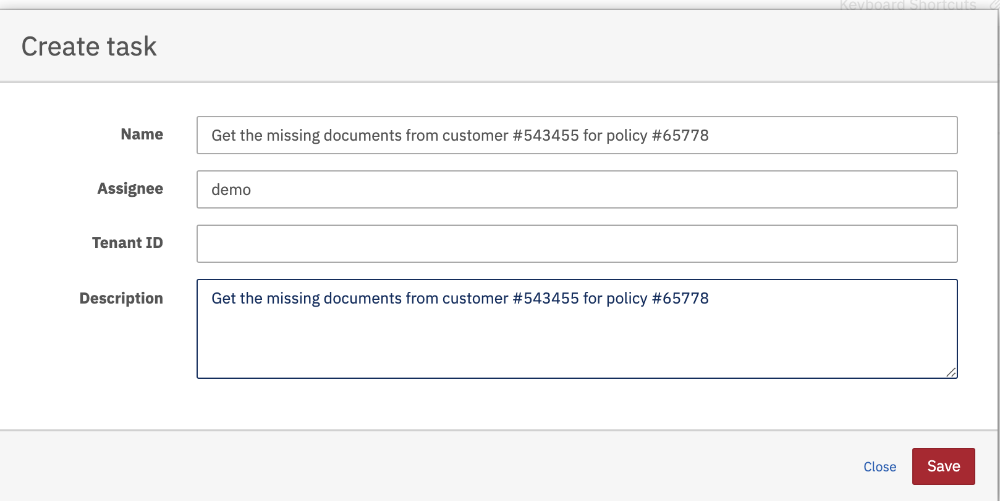 Keyboard Shortcuts
Create task
Name
Get the missing documents from customer #543455 for policy #65778
Assignee
demo
Tenant ID
Description
Get the missing documents from customer #543455 for policy #65778
Close
Save